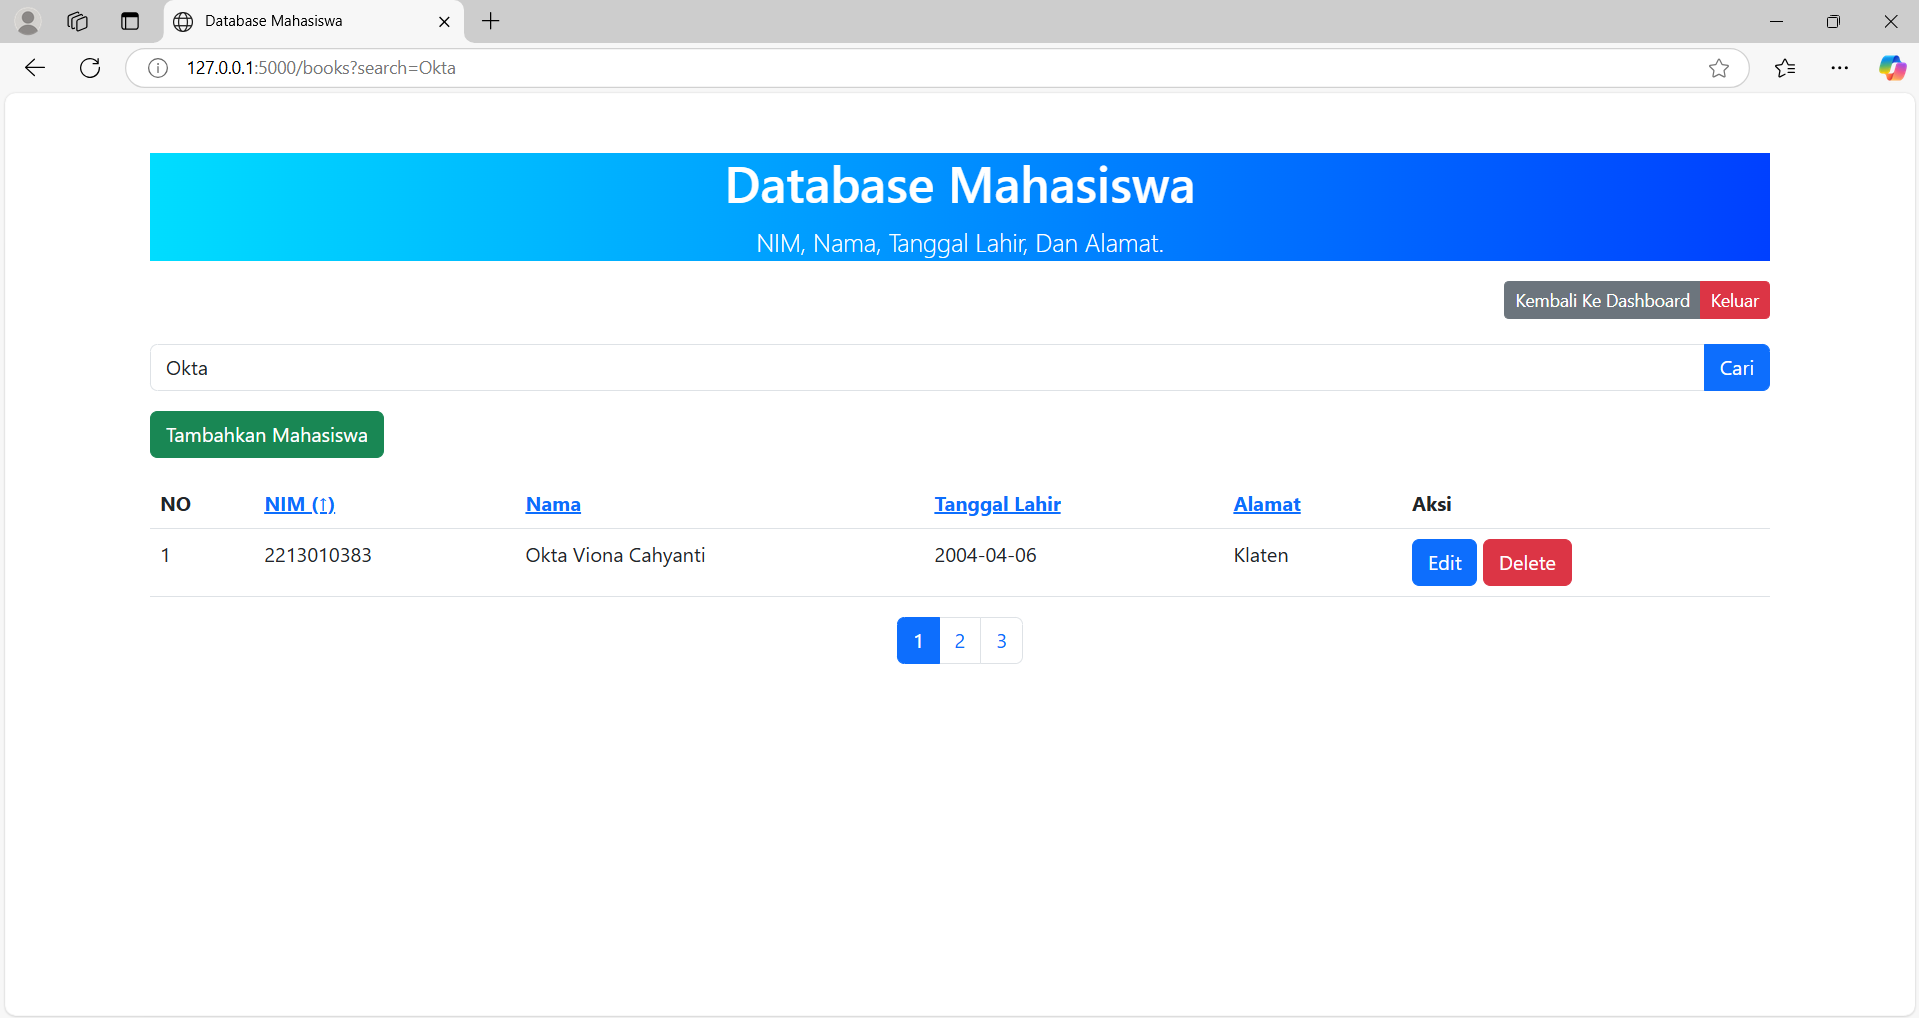 Database Mahasiswa
127.0.0.1:5000/books?search=Okta
Database Mahasiswa
NIM, Nama, Tanggal Lahir, Dan Alamat.
Kembali Ke Dashboard Keluar
Okta Cari
Tambahkan Mahasiswa
NO NIM (↑) Nama Tanggal Lahir Alamat Aksi
1 2213010383 Okta Viona Cahyanti 2004-04-06 Klaten Edit Delete
1 2 3